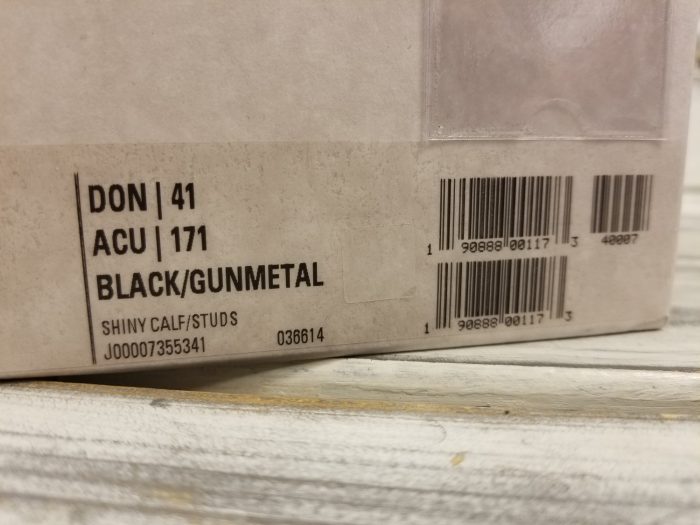 DON | 41
ACU | 171
BLACK/GUNMETAL
SHINY CALF/STUDS
J00007355341 036614
1 90888 00117 3
40007
1 90888 00117 3